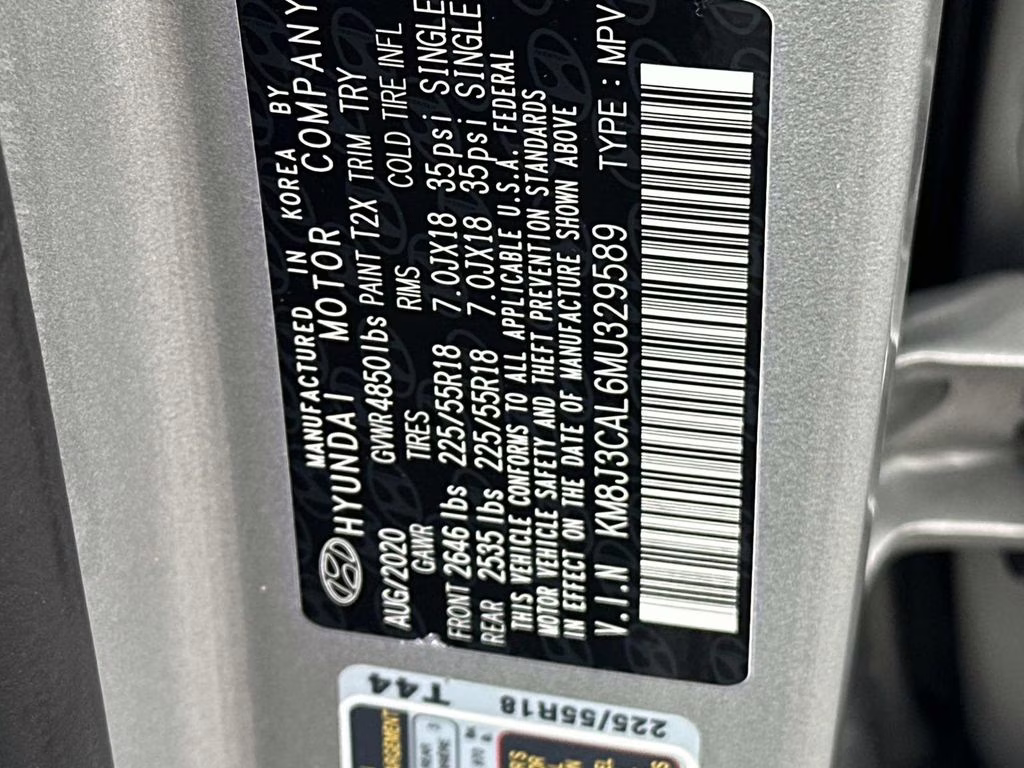 MANUFACTURED IN KOREA BY
HYUNDAI MOTOR COMPANY
GVWR 4850 lbs PAINT T2X TRIM TRY
AUG/2020
GAWR TIRES RIMS COLD TIRE INFL
FRONT 2646 lbs 225/55R18 7.0JX18 35psi SINGLE
REAR 2535 lbs 225/55R18 7.0JX18 35psi SINGLE
THIS VEHICLE CONFORMS TO ALL APPLICABLE U.S.A. FEDERAL
MOTOR VEHICLE SAFETY AND THEFT PREVENTION STANDARDS
IN EFFECT ON THE DATE OF MANUFACTURE SHOWN ABOVE
V.I.N KM8J3CAL6MU329589 TYPE : MPV
T44
225/55R18